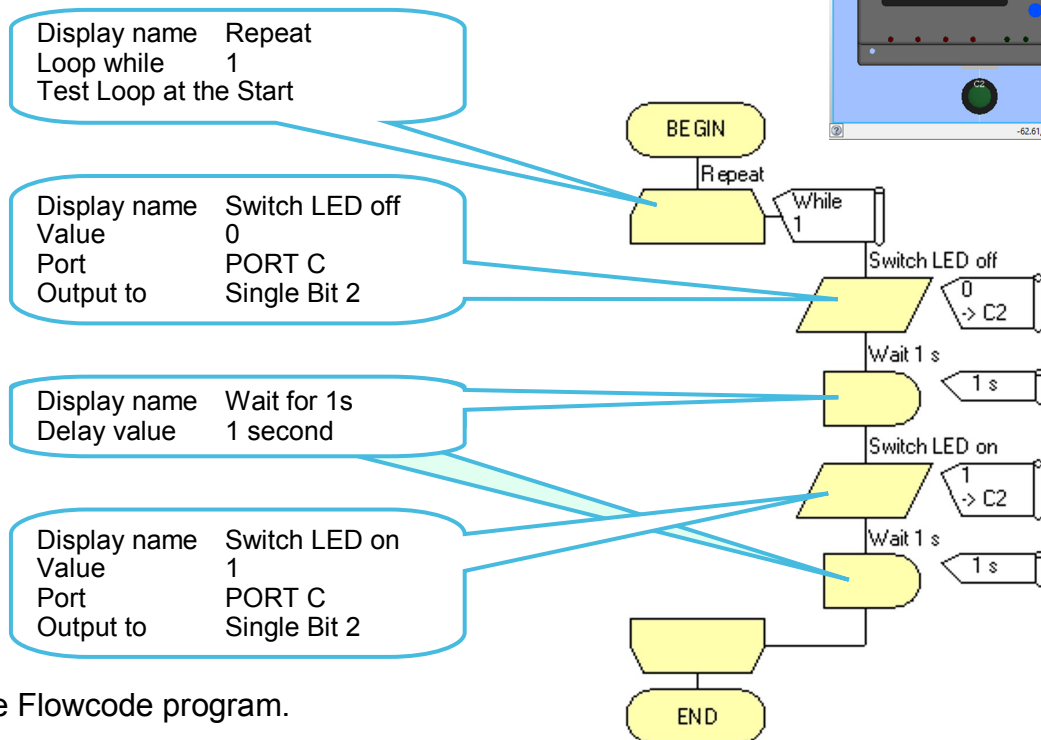 Display name Repeat
Loop while 1
Test Loop at the Start
C2
-62.61,
BEGIN
Repeat
While
1
Display name Switch LED off
Value 0
Port PORT C
Output to Single Bit 2
Switch LED off
0
-> C2
Wait 1 s
1 s
Display name Wait for 1s
Delay value 1 second
Switch LED on
1
-> C2
Display name Switch LED on
Value 1
Port PORT C
Output to Single Bit 2
Wait 1 s
1 s
e Flowcode program.
END